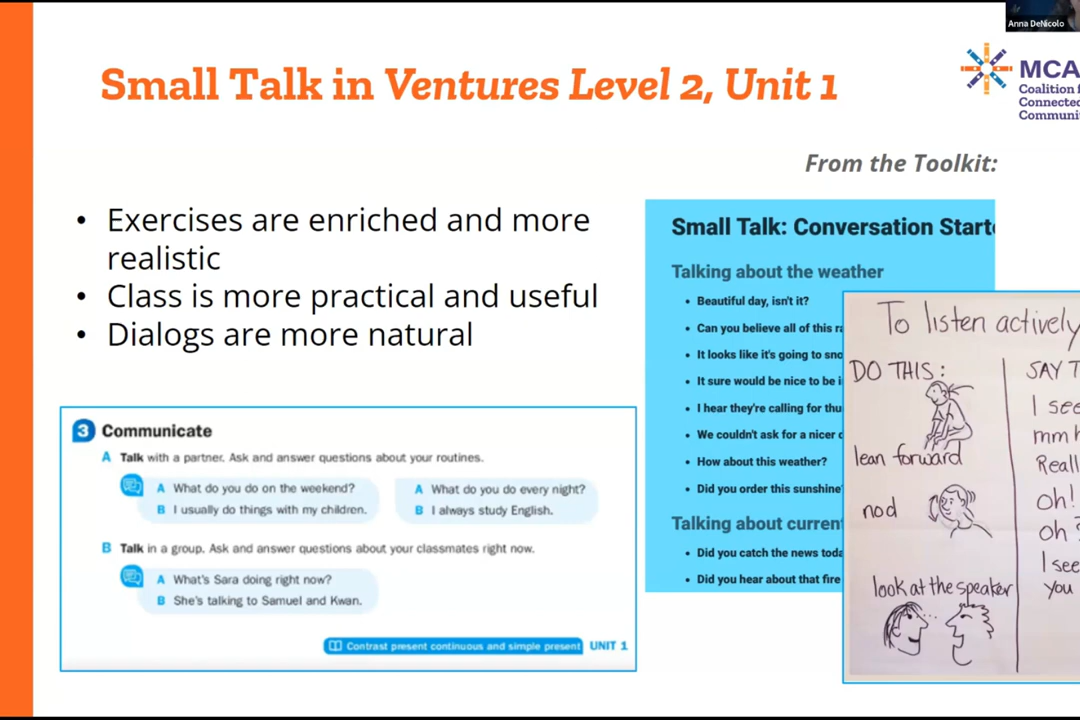 Anna DeNicolo
Small Talk in Ventures Level 2, Unit 1
MCA
Coalition f
Connected
Communi
From the Toolkit:
• Exercises are enriched and more
realistic
• Class is more practical and useful
• Dialogs are more natural
Small Talk: Conversation Start
Talking about the weather
• Beautiful day, isn't it?
• Can you believe all of this ra
• It looks like it's going to sno
• It sure would be nice to be i
• I hear they're calling for thu
• We couldn't ask for a nicer d
• How about this weather?
• Did you order this sunshine
Talking about curren
• Did you catch the news toda
• Did you hear about that fire
To listen actively
DO THIS:
lean forward
nod
look at the speaker
SAY T
I see
mm h
Reall
oh!
oh ?
I see
you
3 Communicate
A Talk with a partner. Ask and answer questions about your routines.
A What do you do on the weekend?
B I usually do things with my children.
A What do you do every night?
B I always study English.
B Talk in a group. Ask and answer questions about your classmates right now.
A What's Sara doing right now?
B She's talking to Samuel and Kwan.
Contrast present continuous and simple present UNIT 1